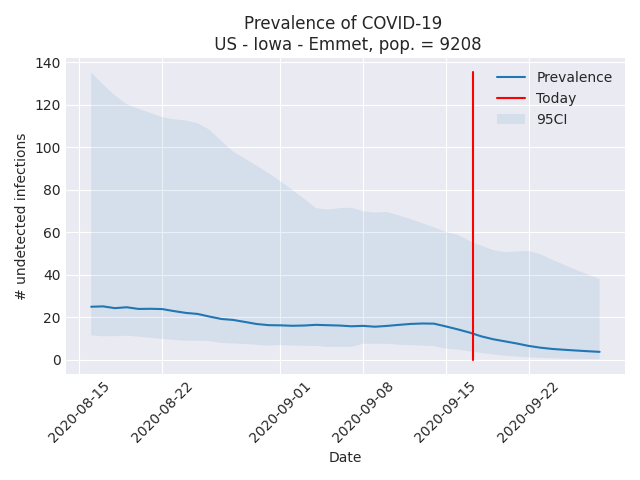 Prevalence of COVID-19
US - Iowa - Emmet, pop. = 9208
# undetected infections
140
120
100
80
60
40
20
0
Prevalence
Today
95CI
2020-08-15
2020-08-22
2020-09-01
2020-09-08
2020-09-15
2020-09-22
Date